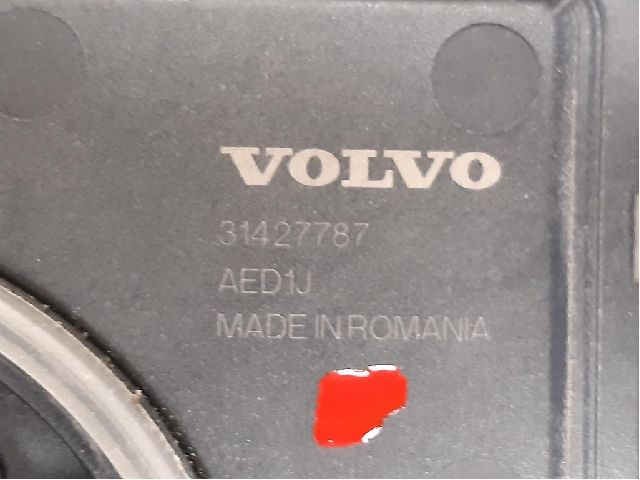 VOLVO
31427787
AED1J
MADE IN ROMANIA